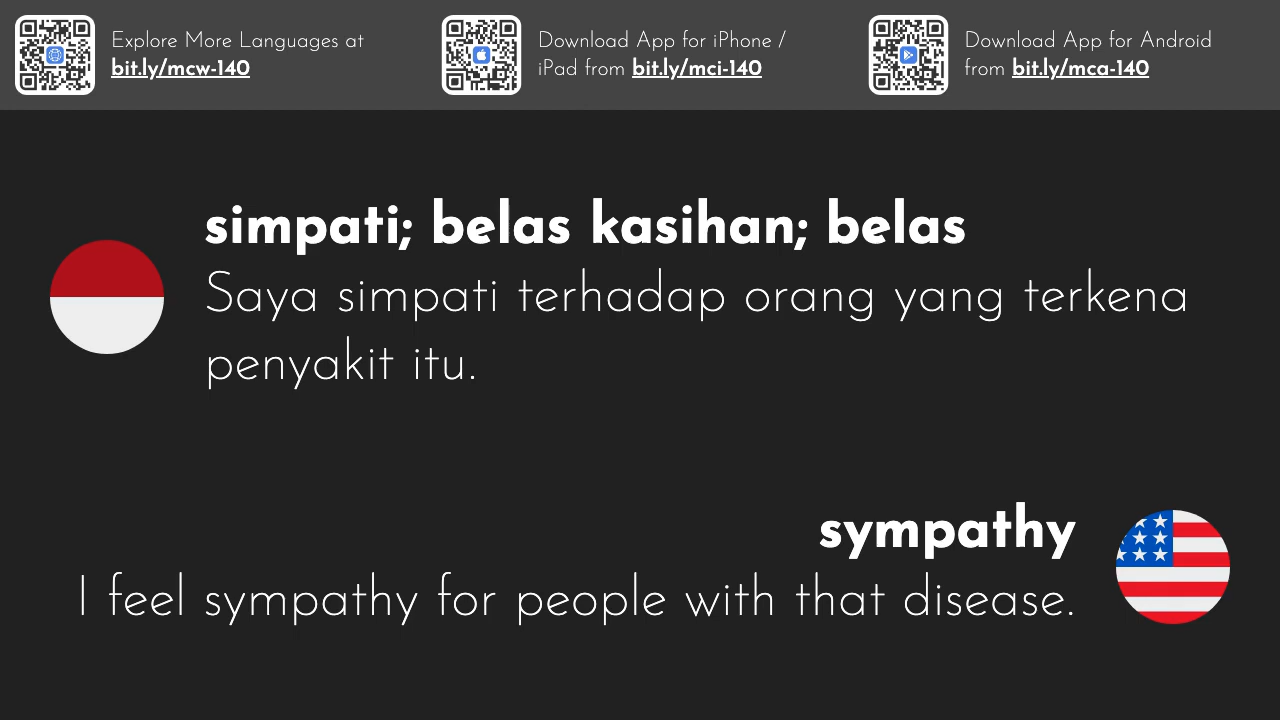 Explore More Languages at
bit.ly/mcw-140
Download App for iPhone /
iPad from bit.ly/mci-140
Download App for Android
from bit.ly/mca-140
simpati; belas kasihan; belas
Saya simpati terhadap orang yang terkena
penyakit itu.
sympathy
I feel sympathy for people with that disease.